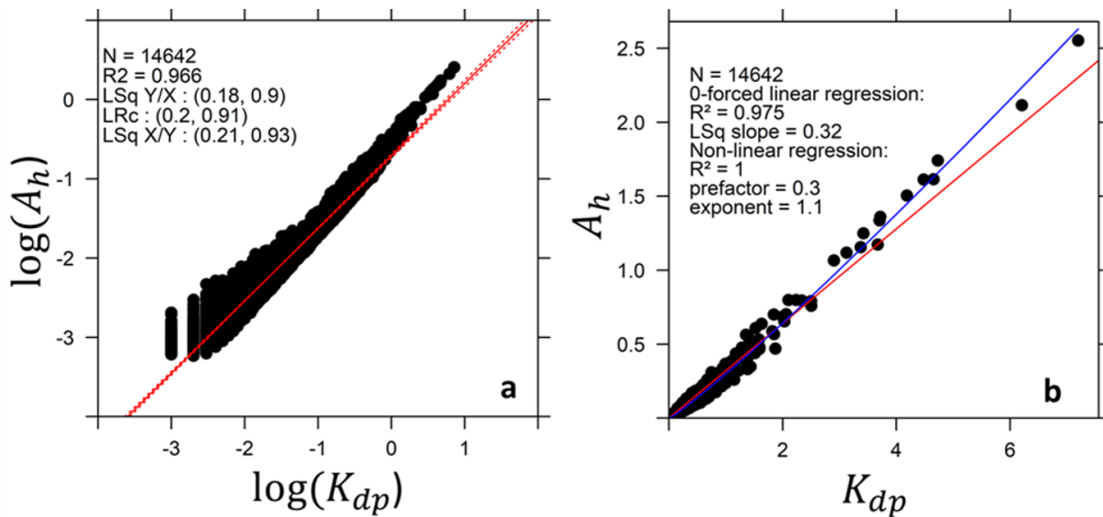 N = 14642
R2 = 0.966
LSq Y/X : (0.18, 0.9)
LRc : (0.2, 0.91)
LSq X/Y : (0.21, 0.93)
0
-1
-2
-3
log(A_h)
a
-3 -2 -1 0 1 2
log(K_dp)
N = 14642
0-forced linear regression:
R² = 0.975
LSq slope = 0.32
Non-linear regression:
R² = 1
prefactor = 0.3
exponent = 1.1
2.5
2.0
1.5
1.0
0.5
A_h
b
2 4 6
K_dp